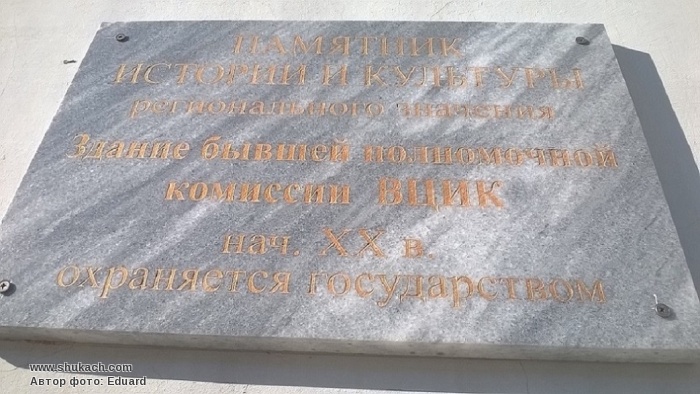 ПАМЯТНИК
ИСТОРИИ И КУЛЬТУРЫ
регионального значения
Здание бывшей полномочной
комиссии ВЦИК
нач. XX в.
охраняется государством
www.shukach.com
Автор фото: Eduard